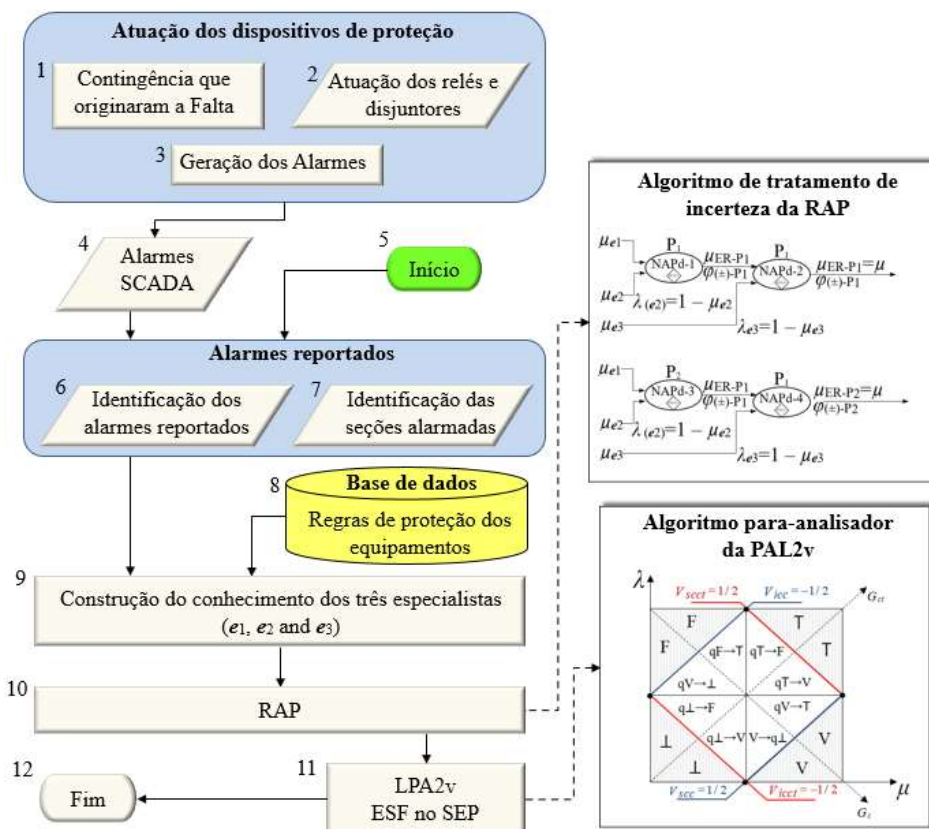 Atuação dos dispositivos de proteção
1
Contingência que
originaram a Falta
2
Atuação dos relés e
disjuntores
3
Geração dos Alarmes
4
Alarmes
SCADA
5
Início
Alarmes reportados
6
Identificação dos
alarmes reportados
7
Identificação das
seções alarmadas
8
Base de dados
Regras de proteção dos
equipamentos
9
Construção do conhecimento dos três especialistas
(e1, e2 and e3)
10
RAP
11
LPA2v
ESF no SEP
12
Fim
Algoritmo de tratamento de
incerteza da RAP
μe1
P1
NAPd-1
μER-P1
φ(±)-P1
P1
NAPd-2
μER-P1=μ
φ(±)-P1
μe2
λ(e2)=1 − μe2
μe3
λe3=1 − μe3
μe1
P2
NAPd-3
μER-P1
φ(±)-P1
P1
NAPd-4
μER-P2=μ
φ(±)-P2
μe2
λ(e2)=1 − μe2
μe3
λe3=1 − μe3
Algoritmo para-analisador
da PAL2v
λ
Vscct=1/2
Vicc=−1/2
Gct
F
T
F
T
qF→T
qT→F
qV→⊥
qT→V
q⊥→F
qV→T
⊥
q⊥→V
V→q⊥
V
⊥
V
Vscc=1/2
Vicct=−1/2
μ